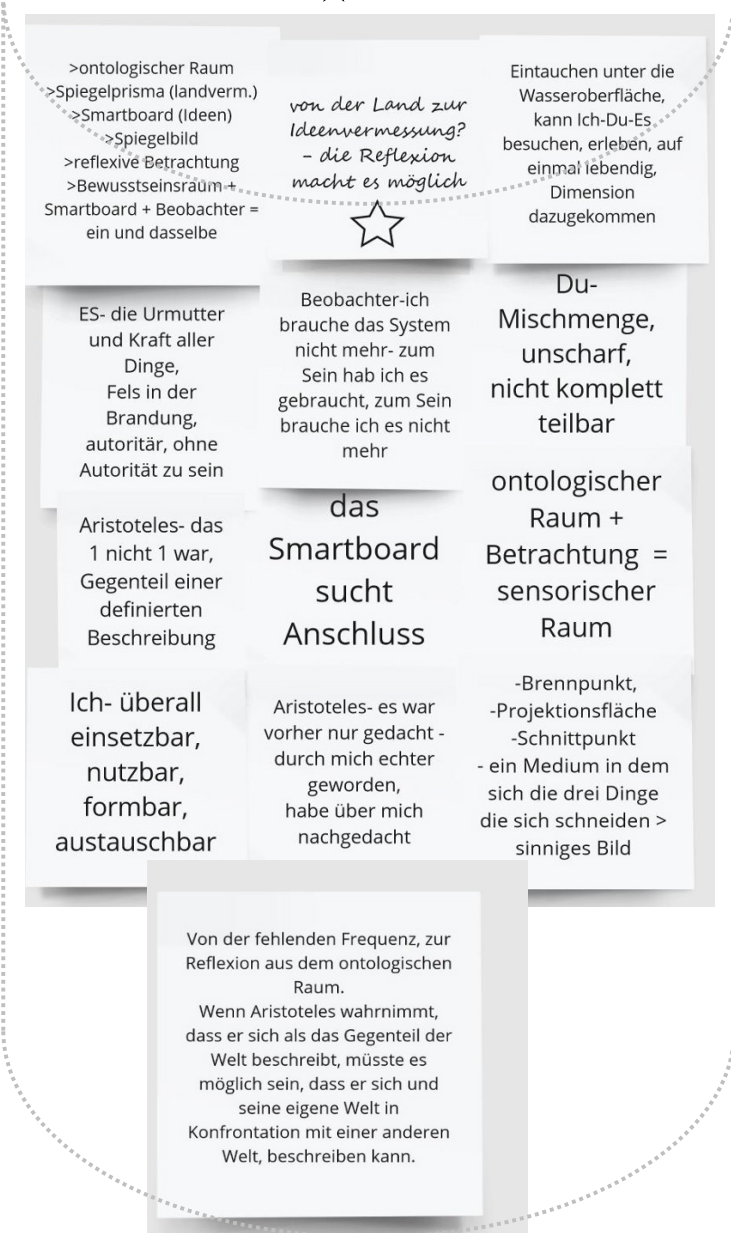 >ontologischer Raum
>Spiegelprisma (landverm.)
>Smartboard (Ideen)
>Spiegelbild
>reflexive Betrachtung
>Bewusstseinsraum +
Smartboard + Beobachter =
ein und dasselbe
von der Land zur
Ideenvermessung?
- die Reflexion
macht es möglich
Eintauchen unter die
Wasseroberfläche,
kann Ich-Du-Es
besuchen, erleben, auf
einmal lebendig,
Dimension
dazugekommen
ES- die Urmutter
und Kraft aller
Dinge,
Fels in der
Brandung,
autoritär, ohne
Autorität zu sein
Beobachter-ich
brauche das System
nicht mehr- zum
Sein hab ich es
gebraucht, zum Sein
brauche ich es nicht
mehr
Du-
Mischmenge,
unscharf,
nicht komplett
teilbar
Aristoteles- das
1 nicht 1 war,
Gegenteil einer
definierten
Beschreibung
das
Smartboard
sucht
Anschluss
ontologischer
Raum +
Betrachtung =
sensorischer
Raum
Ich- überall
einsetzbar,
nutzbar,
formbar,
austauschbar
Aristoteles- es war
vorher nur gedacht -
durch mich echter
geworden,
habe über mich
nachgedacht
-Brennpunkt,
-Projektionsfläche
-Schnittpunkt
- ein Medium in dem
sich die drei Dinge
die sich schneiden >
sinniges Bild
Von der fehlenden Frequenz, zur
Reflexion aus dem ontologischen
Raum.
Wenn Aristoteles wahrnimmt,
dass er sich als das Gegenteil der
Welt beschreibt, müsste es
möglich sein, dass er sich und
seine eigene Welt in
Konfrontation mit einer anderen
Welt, beschreiben kann.